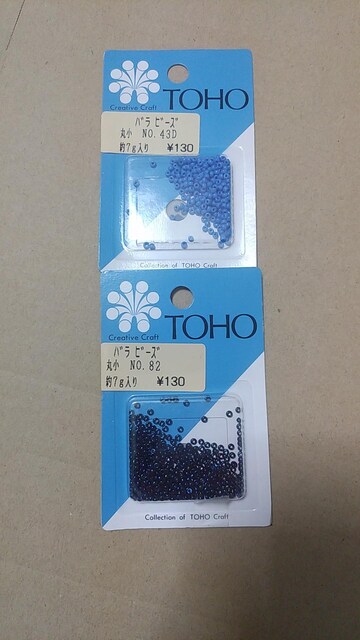 Creative Craft
TOHO
バラ ビーズ
丸小 NO.43D
約7g入り ¥130
Collection of TOHO Craft
Creative Craft
TOHO
バラ ビーズ
丸小 NO.82
約7g入り ¥130
Collection of TOHO Craft